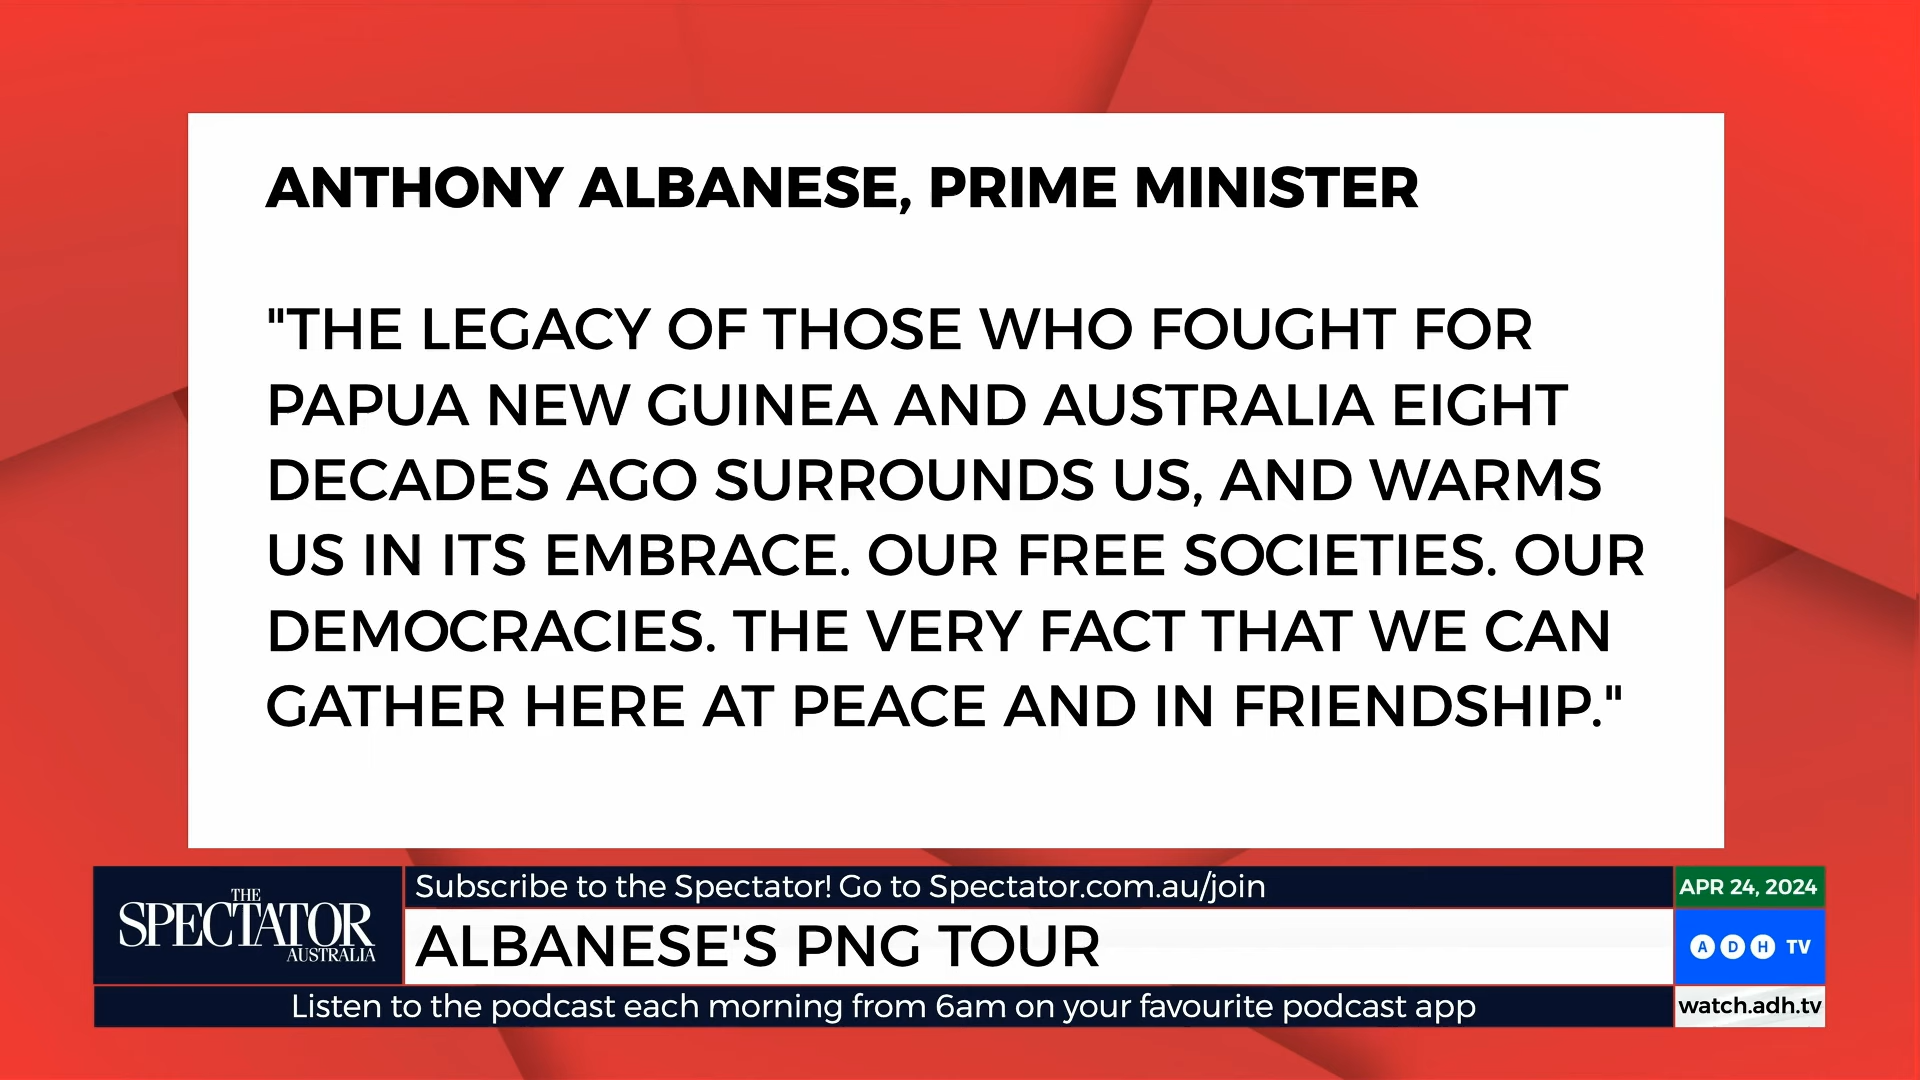 ANTHONY ALBANESE, PRIME MINISTER
"THE LEGACY OF THOSE WHO FOUGHT FOR
PAPUA NEW GUINEA AND AUSTRALIA EIGHT
DECADES AGO SURROUNDS US, AND WARMS
US IN ITS EMBRACE. OUR FREE SOCIETIES. OUR
DEMOCRACIES. THE VERY FACT THAT WE CAN
GATHER HERE AT PEACE AND IN FRIENDSHIP."
THE
SPECTATOR
AUSTRALIA
Subscribe to the Spectator! Go to Spectator.com.au/join
APR 24, 2024
ALBANESE'S PNG TOUR
ADH TV
Listen to the podcast each morning from 6am on your favourite podcast app
watch.adh.tv